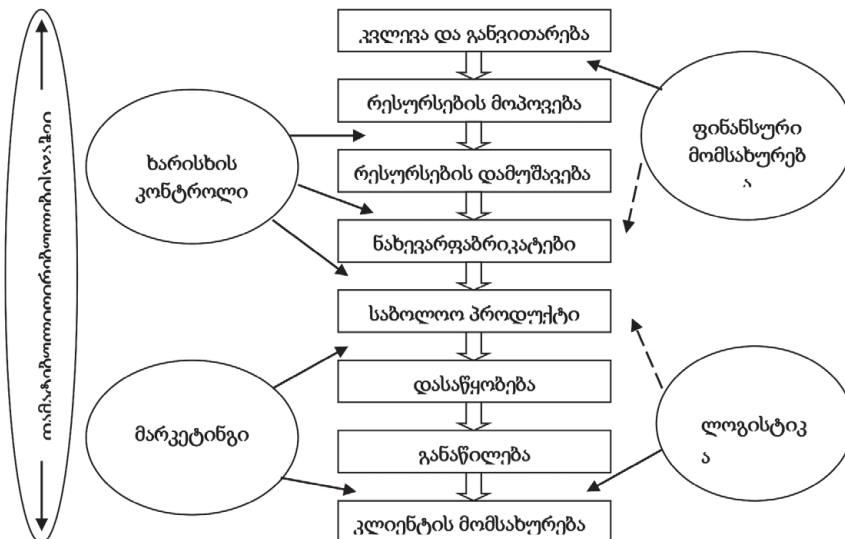 კვლევა და განვითარება
რესურსების მოპოვება
რესურსების დამუშავება
ნახევარფაბრიკატები
საბოლოო პროდუქტი
დასაწყობება
განაწილება
კლიენტის მომსახურება
ხარისხის
კონტროლი
მარკეტინგი
ფინანსური
მომსახურებ
ა
ლოგისტიკ
ა